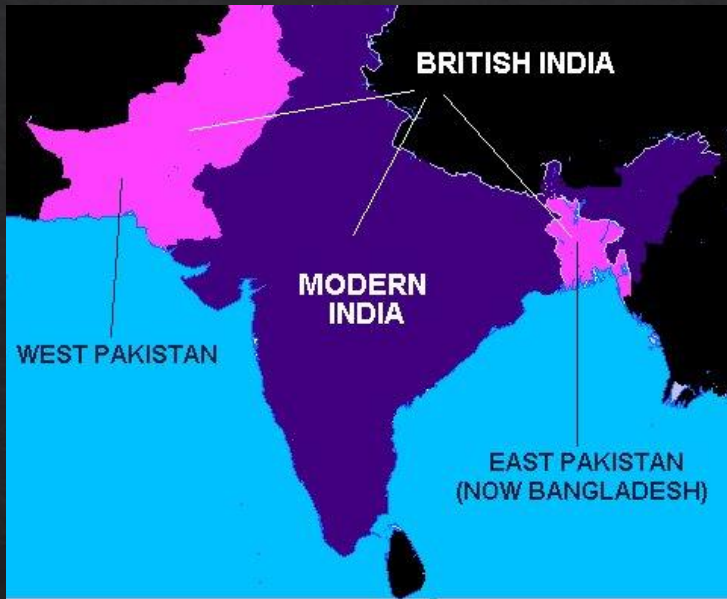 BRITISH INDIA
MODERN
INDIA
WEST PAKISTAN
EAST PAKISTAN
(NOW BANGLADESH)